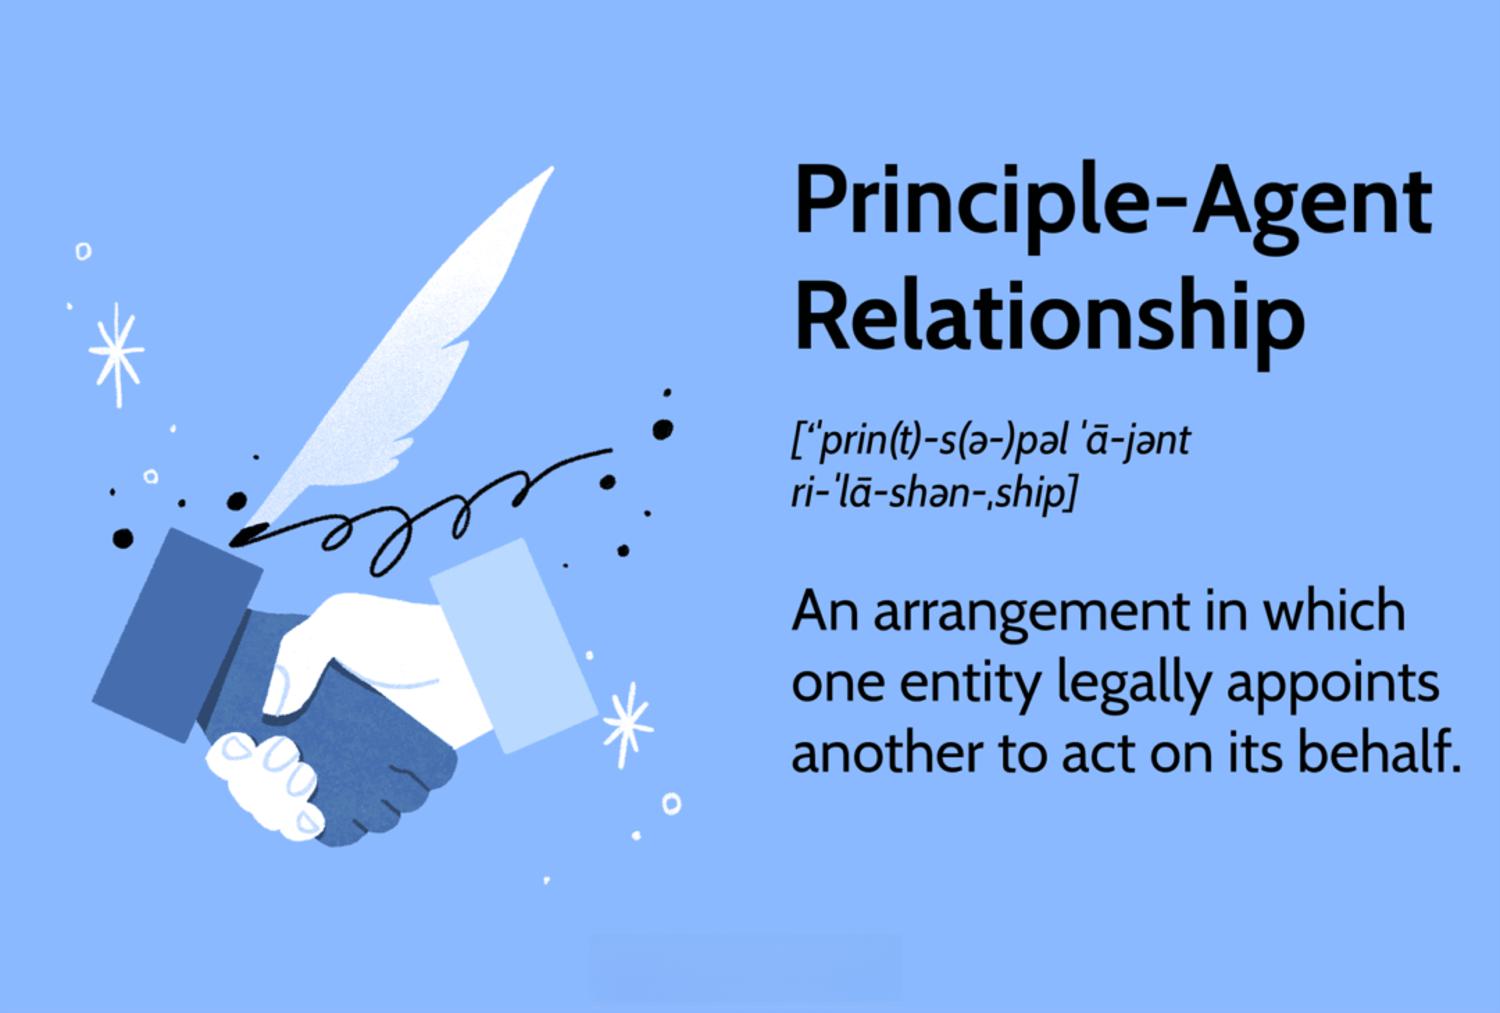 Principle-Agent
Relationship
[“ˈprin(t)-s(ə-)pəl ˈā-jənt
ri-ˈlā-shən-ˌship]
An arrangement in which
one entity legally appoints
another to act on its behalf.